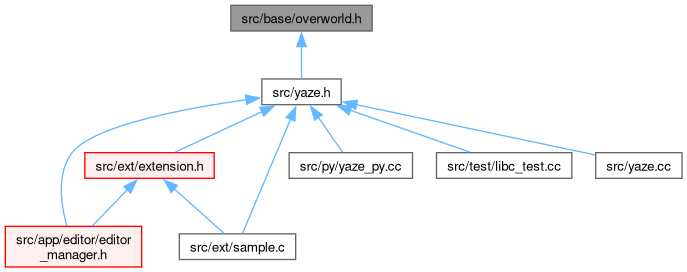 src/base/overworld.h
src/yaze.h
src/ext/extension.h
src/py/yaze_py.cc
src/test/libc_test.cc
src/yaze.cc
src/app/editor/editor
_manager.h
src/ext/sample.c